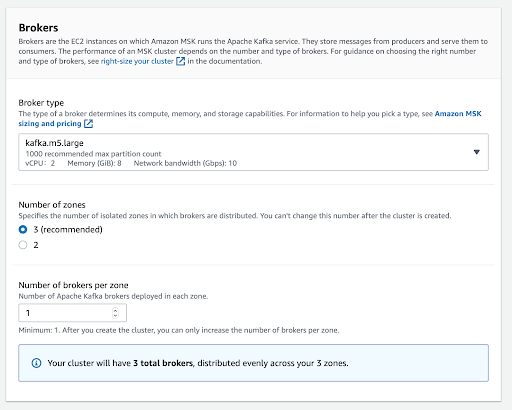 Brokers
Brokers are the EC2 instances on which Amazon MSK runs the Apache Kafka service. They store messages from producers and serve them to
consumers. The performance of an MSK cluster depends on the number and type of brokers. For guidance on choosing the right number
and type of brokers, see right-size your cluster in the documentation.
Broker type
The type of a broker determines its compute, memory, and storage capabilities. For information to help you pick a type, see Amazon MSK
sizing and pricing
kafka.m5.large
1000 recommended max partition count
vCPU: 2 Memory (GiB): 8 Network bandwidth (Gbps): 10
Number of zones
Specifies the number of isolated zones in which brokers are distributed. You can't change this number after the cluster is created.
3 (recommended)
2
Number of brokers per zone
Number of Apache Kafka brokers deployed in each zone.
1
Minimum: 1. After you create the cluster, you can only increase the number of brokers per zone.
Your cluster will have 3 total brokers, distributed evenly across your 3 zones.